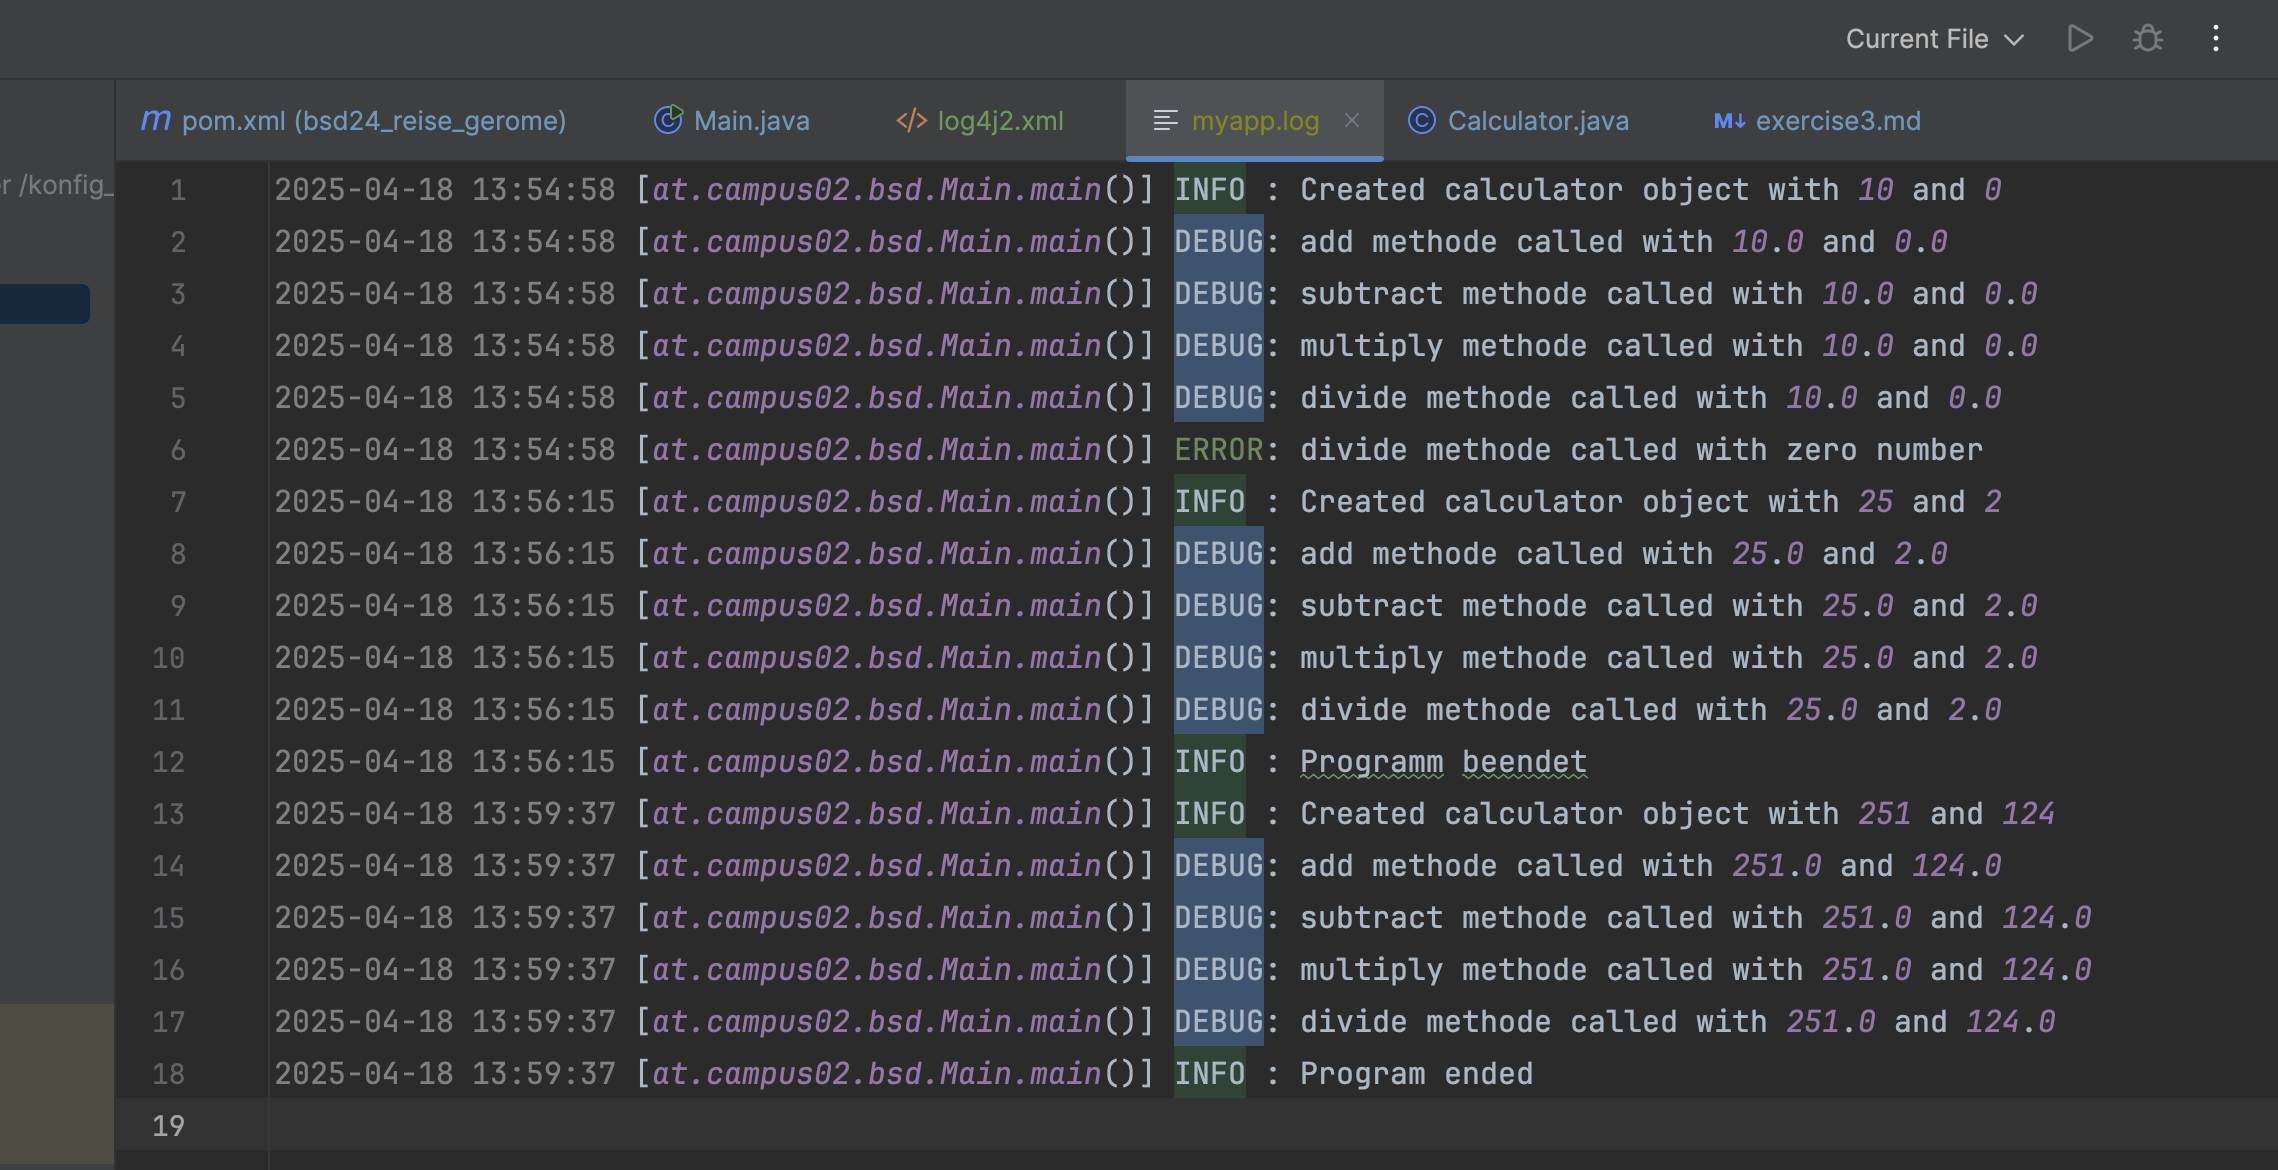 Current File
pom.xml (bsd24_reise_gerome) Main.java log4j2.xml myapp.log Calculator.java exercise3.md
r /konfig_
1 2025-04-18 13:54:58 [at.campus02.bsd.Main.main()] INFO : Created calculator object with 10 and 0
2 2025-04-18 13:54:58 [at.campus02.bsd.Main.main()] DEBUG: add methode called with 10.0 and 0.0
3 2025-04-18 13:54:58 [at.campus02.bsd.Main.main()] DEBUG: subtract methode called with 10.0 and 0.0
4 2025-04-18 13:54:58 [at.campus02.bsd.Main.main()] DEBUG: multiply methode called with 10.0 and 0.0
5 2025-04-18 13:54:58 [at.campus02.bsd.Main.main()] DEBUG: divide methode called with 10.0 and 0.0
6 2025-04-18 13:54:58 [at.campus02.bsd.Main.main()] ERROR: divide methode called with zero number
7 2025-04-18 13:56:15 [at.campus02.bsd.Main.main()] INFO : Created calculator object with 25 and 2
8 2025-04-18 13:56:15 [at.campus02.bsd.Main.main()] DEBUG: add methode called with 25.0 and 2.0
9 2025-04-18 13:56:15 [at.campus02.bsd.Main.main()] DEBUG: subtract methode called with 25.0 and 2.0
10 2025-04-18 13:56:15 [at.campus02.bsd.Main.main()] DEBUG: multiply methode called with 25.0 and 2.0
11 2025-04-18 13:56:15 [at.campus02.bsd.Main.main()] DEBUG: divide methode called with 25.0 and 2.0
12 2025-04-18 13:56:15 [at.campus02.bsd.Main.main()] INFO : Programm beendet
13 2025-04-18 13:59:37 [at.campus02.bsd.Main.main()] INFO : Created calculator object with 251 and 124
14 2025-04-18 13:59:37 [at.campus02.bsd.Main.main()] DEBUG: add methode called with 251.0 and 124.0
15 2025-04-18 13:59:37 [at.campus02.bsd.Main.main()] DEBUG: subtract methode called with 251.0 and 124.0
16 2025-04-18 13:59:37 [at.campus02.bsd.Main.main()] DEBUG: multiply methode called with 251.0 and 124.0
17 2025-04-18 13:59:37 [at.campus02.bsd.Main.main()] DEBUG: divide methode called with 251.0 and 124.0
18 2025-04-18 13:59:37 [at.campus02.bsd.Main.main()] INFO : Program ended
19